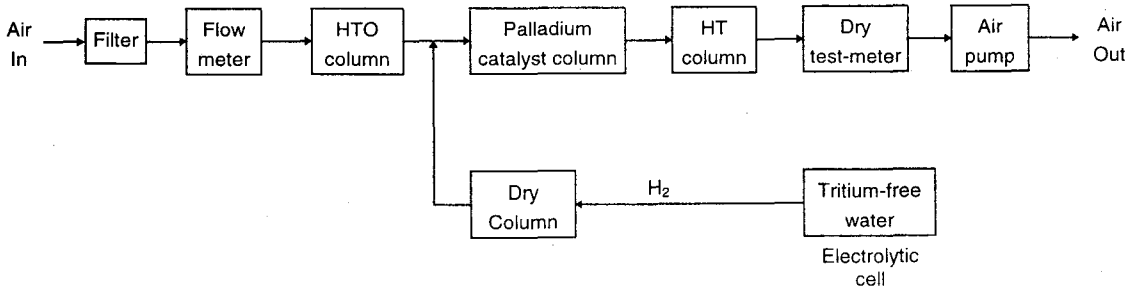 Air
In
Filter
Flow
meter
HTO
column
Palladium
catalyst column
HT
column
Dry
test-meter
Air
pump
Air
Out
Dry
Column
H₂
Tritium-free
water
Electrolytic
cell